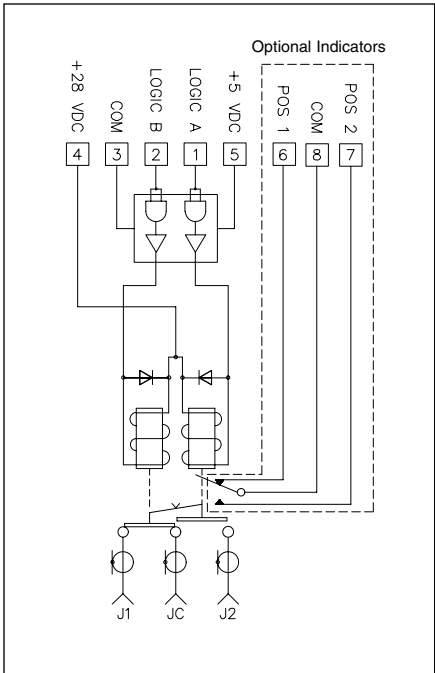 Optional Indicators
+28 VDC
COM
LOGIC B
LOGIC A
+5 VDC
POS 1
COM
POS 2
4
3
2
1
5
6
8
7
J1
JC
J2